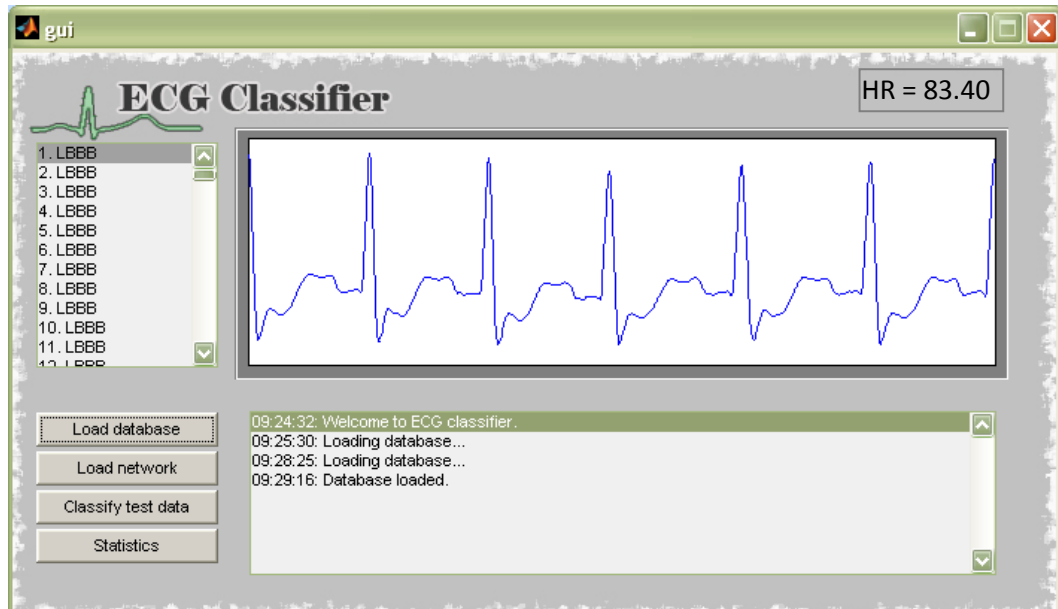 gui
ECG Classifier
HR = 83.40
1. LBBB
2. LBBB
3. LBBB
4. LBBB
5. LBBB
6. LBBB
7. LBBB
8. LBBB
9. LBBB
10. LBBB
11. LBBB
12. LBBB
Load database
Load network
Classify test data
Statistics
09:24:32: Welcome to ECG classifier.
09:25:30: Loading database...
09:28:25: Loading database...
09:29:16: Database loaded.